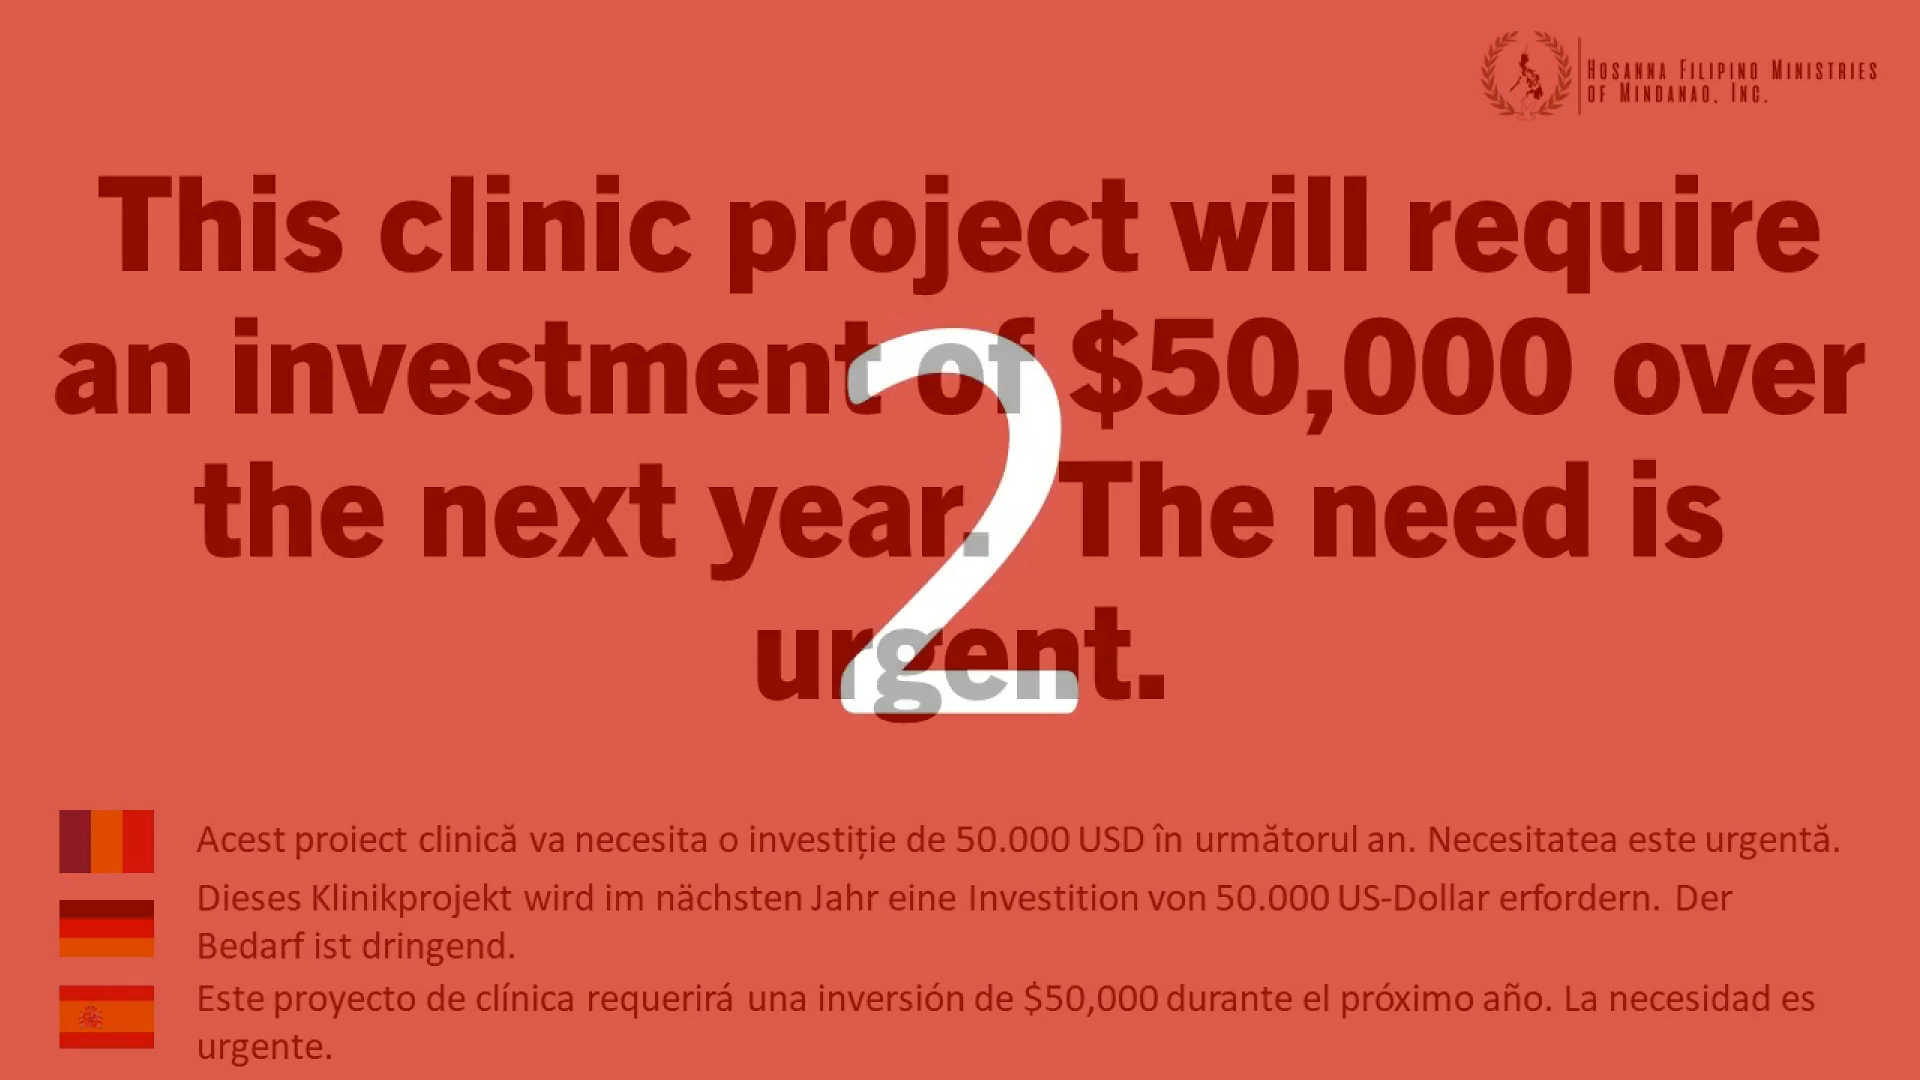 HOSANNA FILIPINO MINISTRIES
OF MINDANAO, INC.
This clinic project will require
an investment of $50,000 over
the next year. The need is
urgent.
2
Acest proiect clinică va necesita o investiție de 50.000 USD în următorul an. Necesitatea este urgentă.
Dieses Klinikprojekt wird im nächsten Jahr eine Investition von 50.000 US-Dollar erfordern. Der
Bedarf ist dringend.
Este proyecto de clínica requerirá una inversión de $50,000 durante el próximo año. La necesidad es
urgente.